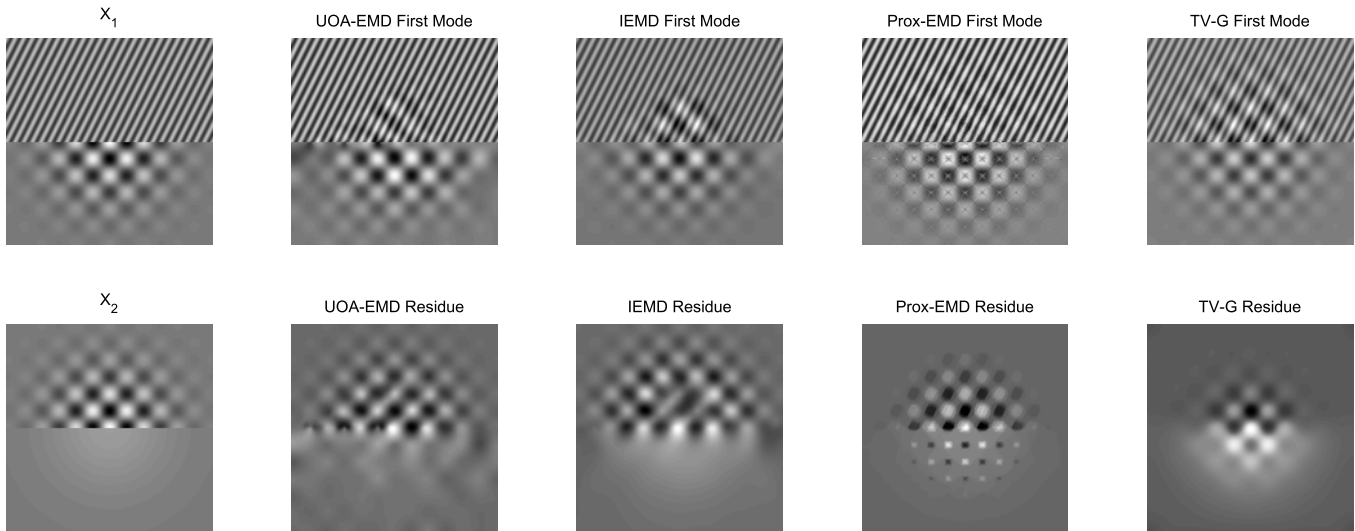 X₁
UOA-EMD First Mode
IEMD First Mode
Prox-EMD First Mode
TV-G First Mode
X₂
UOA-EMD Residue
IEMD Residue
Prox-EMD Residue
TV-G Residue